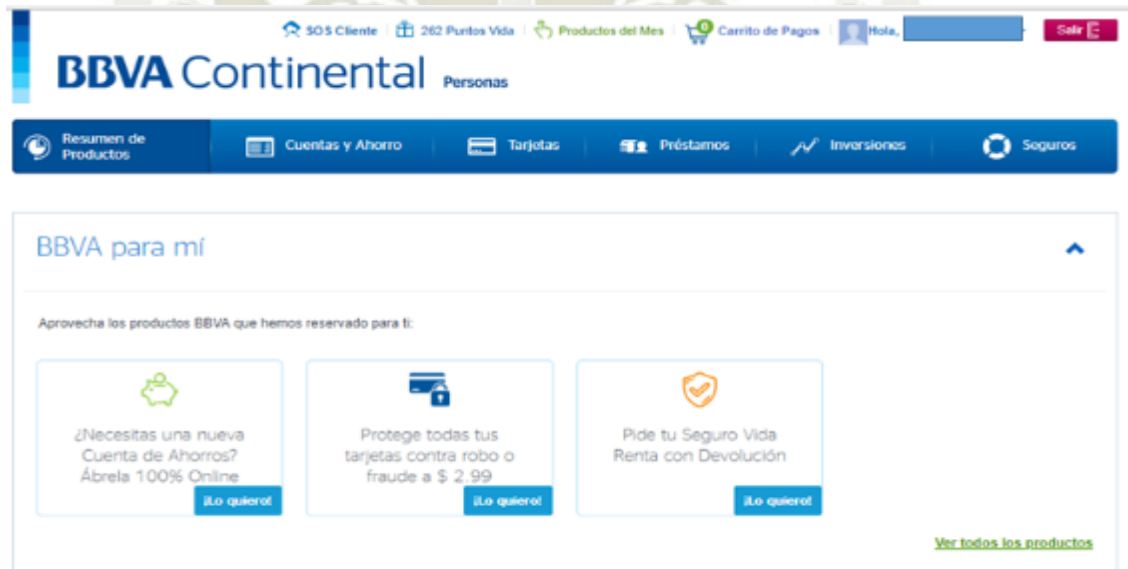 SOS Cliente 262 Puntos Vida Productos del Mes 0 Carrito de Pagos Hola, Salir
BBVA Continental Personas
Resumen de
Productos
Cuentas y Ahorro Tarjetas Préstamos Inversiones Seguros
BBVA para mí
Aprovecha los productos BBVA que hemos reservado para ti:
¿Necesitas una nueva
Cuenta de Ahorros?
Ábrela 100% Online
¡Lo quiero!
Protege todas tus
tarjetas contra robo o
fraude a $ 2.99
¡Lo quiero!
Pide tu Seguro Vida
Renta con Devolución
¡Lo quiero!
Ver todos los productos